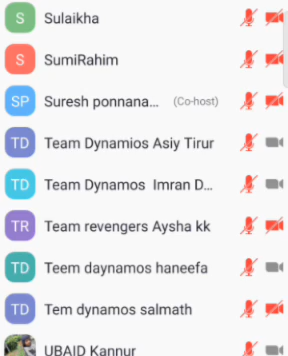 S Sulaikha
S SumiRahim
SP Suresh ponnana... (Co-host)
TD Team Dynamios Asiy Tirur
TD Team Dynamos Imran D...
TR Team revengers Aysha kk
TD Teem daynamos haneefa
TD Tem dynamos salmath
UBAID Kannur